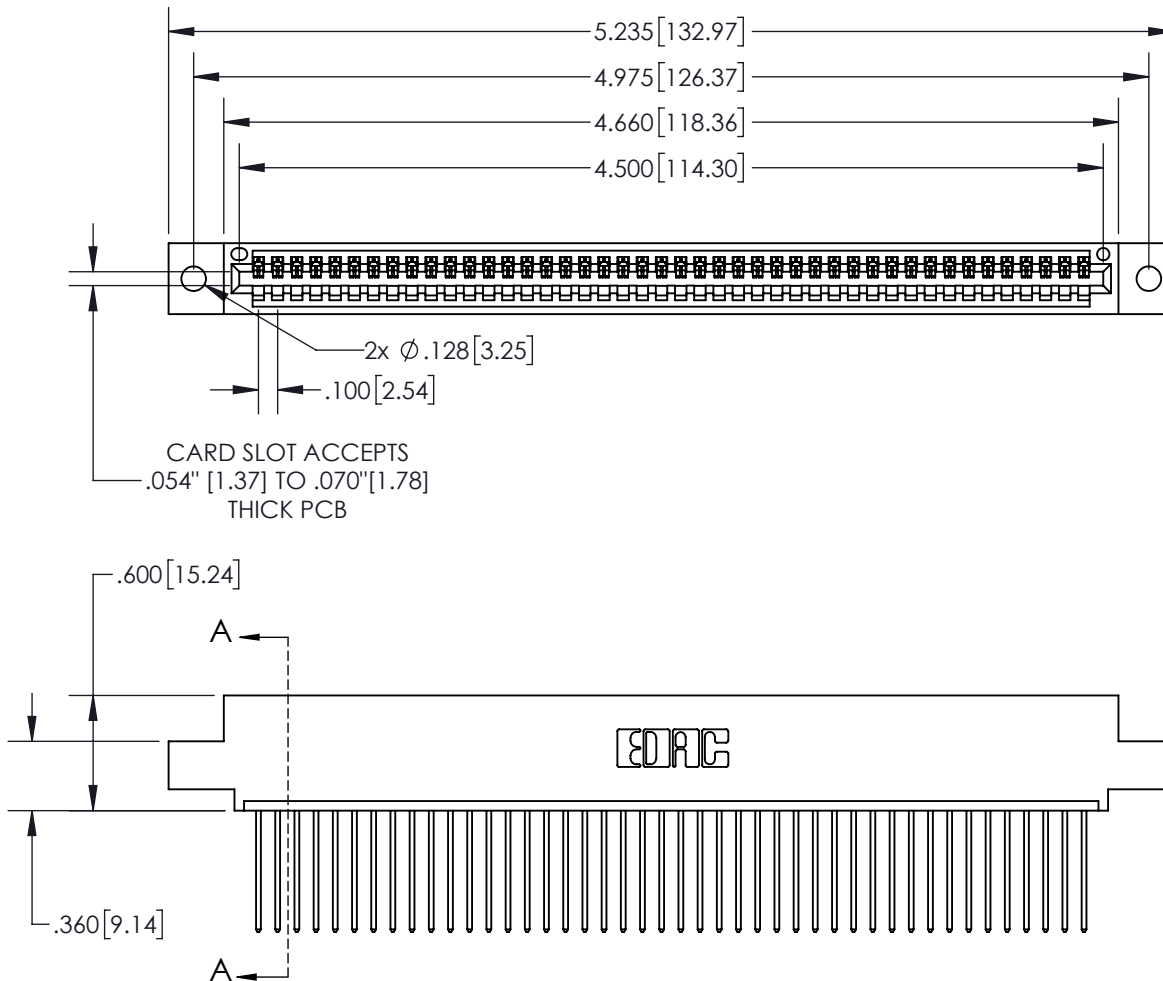 5.235[132.97]
4.975[126.37]
4.660[118.36]
4.500[114.30]
2x Ø.128[3.25]
.100[2.54]
CARD SLOT ACCEPTS
.054" [1.37] TO .070"[1.78]
THICK PCB
.600[15.24]
A
EDAC
.360[9.14]
A